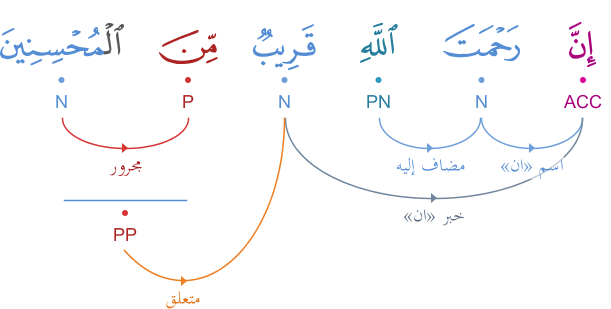 إِنَّ رَحْمَتَ ٱللَّهِ قَرِيبٌ مِّنَ ٱلْمُحْسِنِينَ
ACC N PN N P N
اسم «ان» مضاف إليه مجرور
خبر «ان»
PP
متعلق